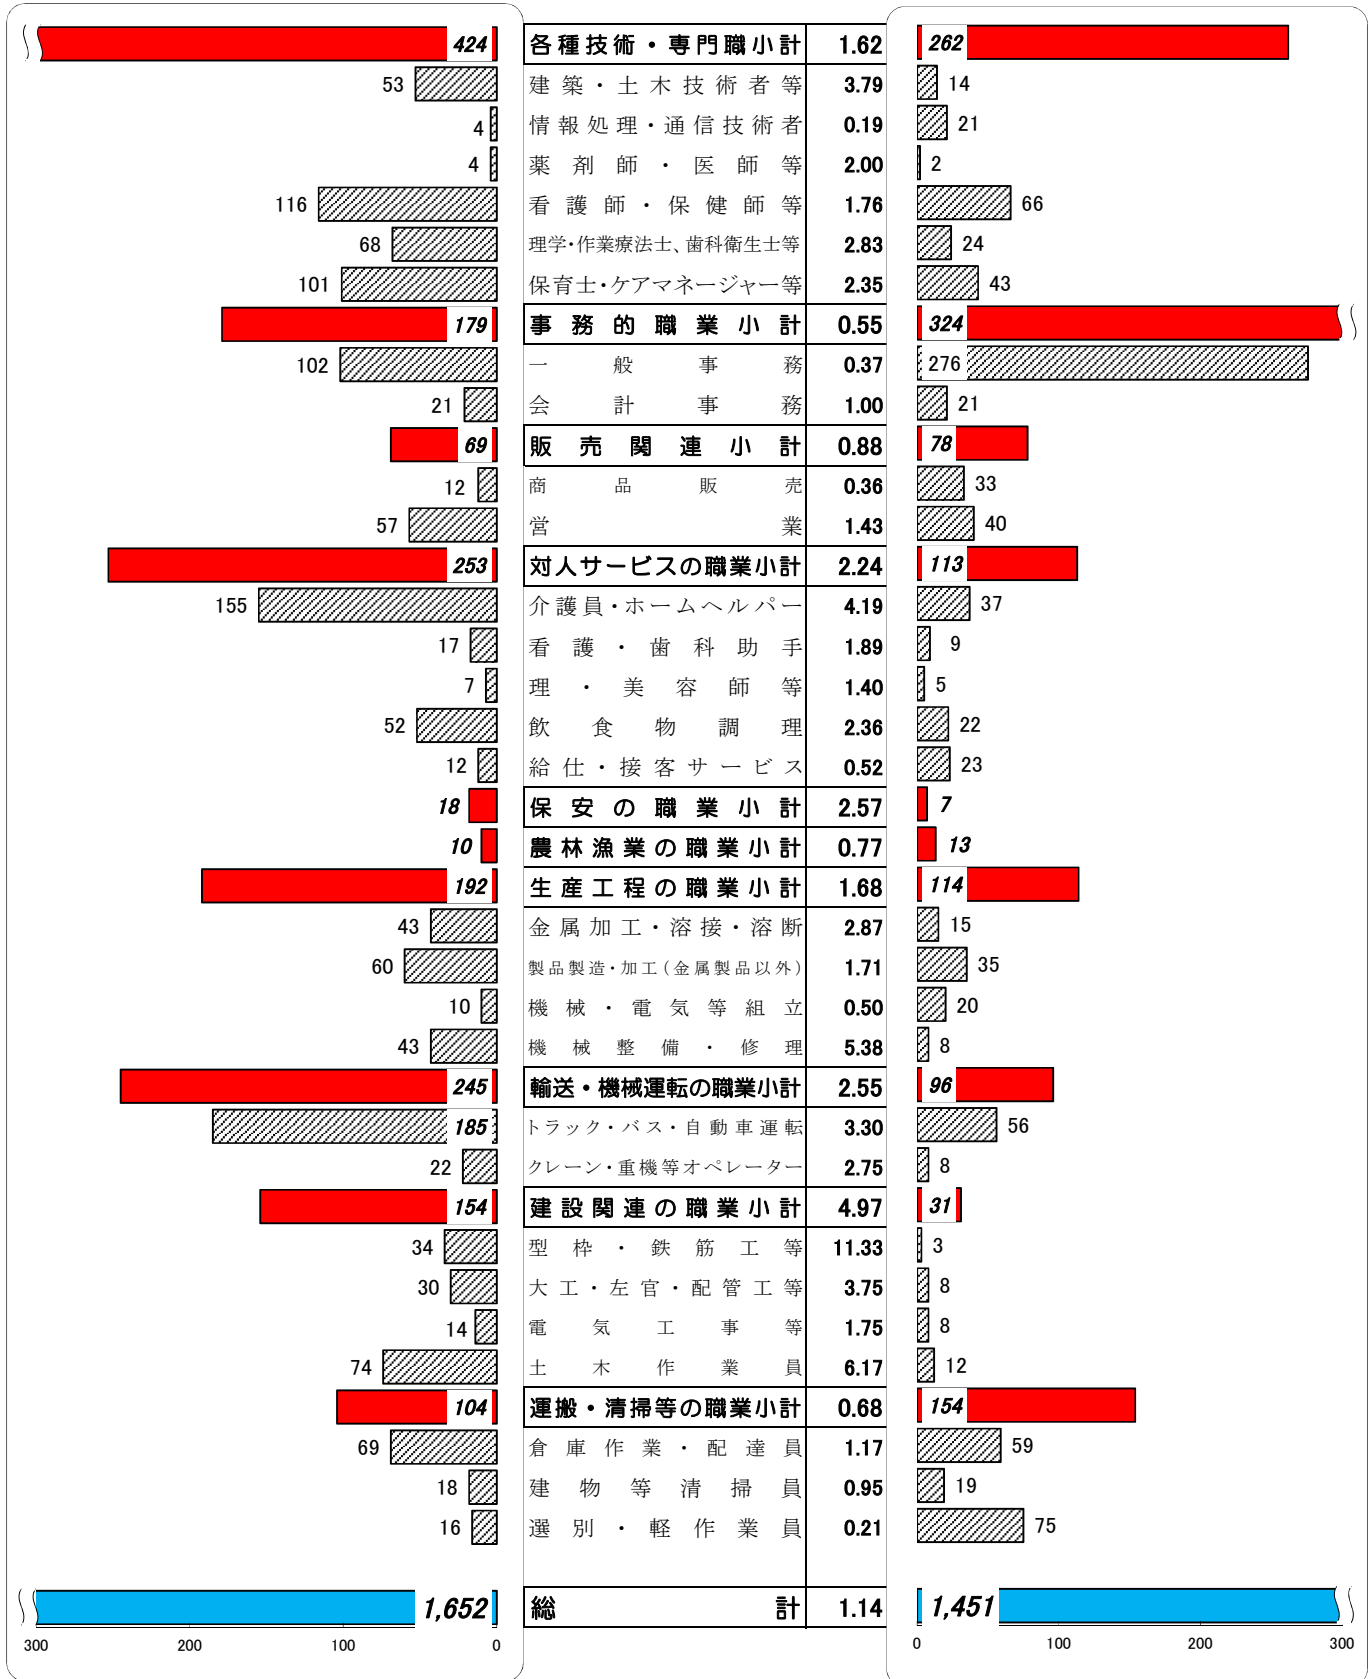 424 各種技術・専門職小計 1.62 262
53 建築・土木技術者等 3.79 14
4 情報処理・通信技術者 0.19 21
4 薬剤師・医師等 2.00 2
116 看護師・保健師等 1.76 66
68 理学・作業療法士、歯科衛生士等 2.83 24
101 保育士・ケアマネージャー等 2.35 43
179 事務的職業小計 0.55 324
102 一般事務 0.37 276
21 会計事務 1.00 21
69 販売関連小計 0.88 78
12 商品販売 0.36 33
57 営業 1.43 40
253 対人サービスの職業小計 2.24 113
155 介護員・ホームヘルパー 4.19 37
17 看護・歯科助手 1.89 9
7 理・美容師等 1.40 5
52 飲食物調理 2.36 22
12 給仕・接客サービス 0.52 23
18 保安の職業小計 2.57 7
10 農林漁業の職業小計 0.77 13
192 生産工程の職業小計 1.68 114
43 金属加工・溶接・溶断 2.87 15
60 製品製造・加工(金属製品以外) 1.71 35
10 機械・電気等組立 0.50 20
43 機械整備・修理 5.38 8
245 輸送・機械運転の職業小計 2.55 96
185 トラック・バス・自動車運転 3.30 56
22 クレーン・重機等オペレーター 2.75 8
154 建設関連の職業小計 4.97 31
34 型枠・鉄筋工等 11.33 3
30 大工・左官・配管工等 3.75 8
14 電気工事等 1.75 8
74 土木作業員 6.17 12
104 運搬・清掃等の職業小計 0.68 154
69 倉庫作業・配達員 1.17 59
18 建物等清掃員 0.95 19
16 選別・軽作業員 0.21 75
1,652 総計 1.14 1,451
300 200 100 0 0 100 200 300